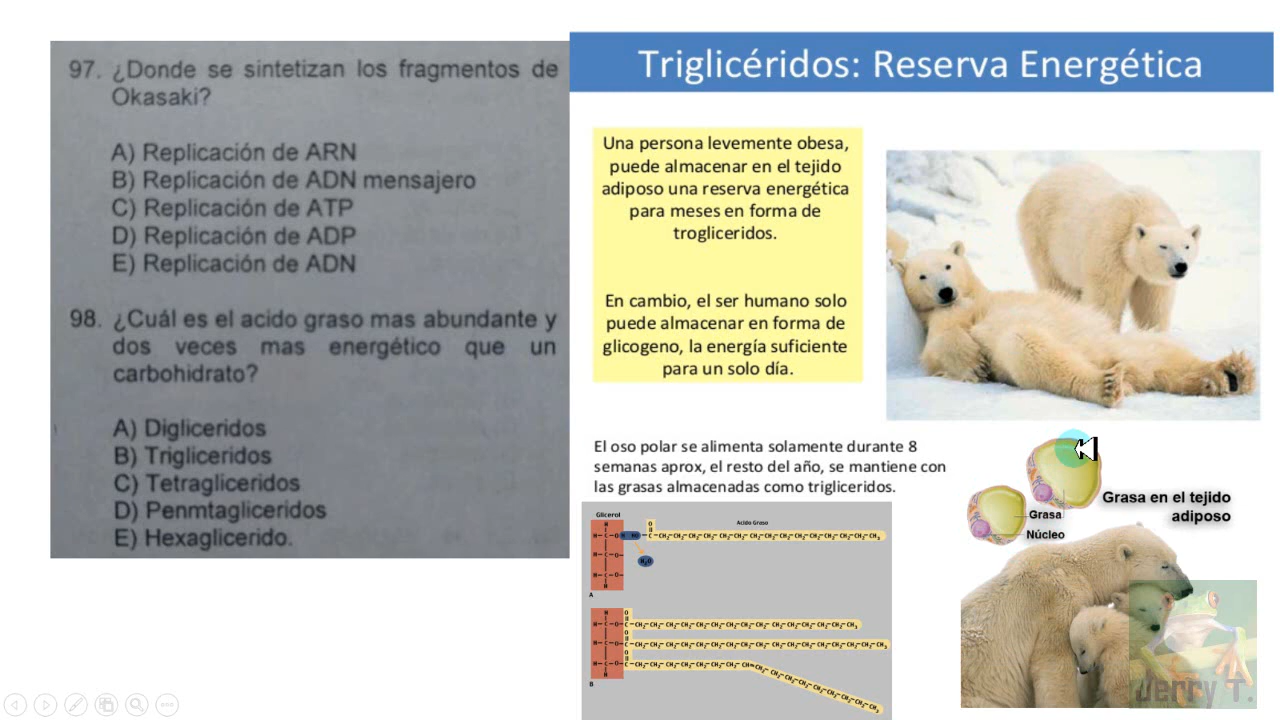 97. ¿Donde se sintetizan los fragmentos de
Okasaki?
A) Replicación de ARN
B) Replicación de ADN mensajero
C) Replicación de ATP
D) Replicación de ADP
E) Replicación de ADN
98. ¿Cuál es el acido graso mas abundante y
dos veces mas energético que un
carbohidrato?
A) Digliceridos
B) Trigliceridos
C) Tetragliceridos
D) Penmtagliceridos
E) Hexaglicerido.
Triglicéridos: Reserva Energética
Una persona levemente obesa,
puede almacenar en el tejido
adiposo una reserva energética
para meses en forma de
trogliceridos.
En cambio, el ser humano solo
puede almacenar en forma de
glicogeno, la energía suficiente
para un solo día.
El oso polar se alimenta solamente durante 8
semanas aprox, el resto del año, se mantiene con
las grasas almacenadas como trigliceridos.
Glicerol
Acido Graso
H₂O
A
B
Grasa en el tejido
adiposo
Grasa
Núcleo
Jerry T.